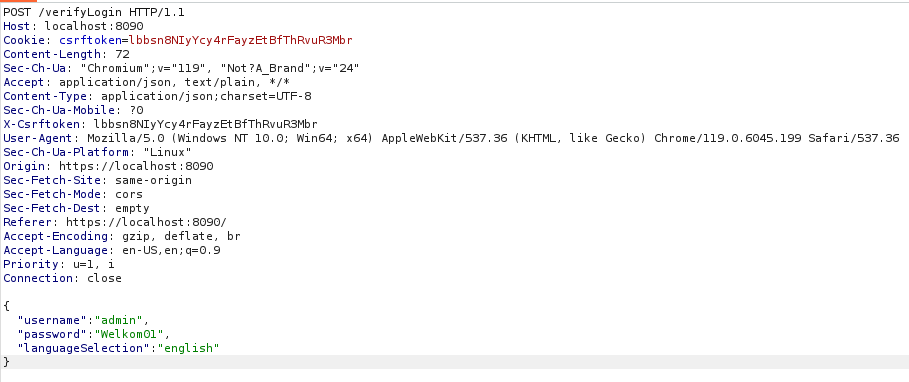 POST /verifyLogin HTTP/1.1
Host: localhost:8090
Cookie: csrftoken=lbbsn8NIyYcy4rFayzEtBfThRvuR3Mbr
Content-Length: 72
Sec-Ch-Ua: "Chromium";v="119", "Not?A_Brand";v="24"
Accept: application/json, text/plain, */*
Content-Type: application/json;charset=UTF-8
Sec-Ch-Ua-Mobile: ?0
X-Csrftoken: lbbsn8NIyYcy4rFayzEtBfThRvuR3Mbr
User-Agent: Mozilla/5.0 (Windows NT 10.0; Win64; x64) AppleWebKit/537.36 (KHTML, like Gecko) Chrome/119.0.6045.199 Safari/537.36
Sec-Ch-Ua-Platform: "Linux"
Origin: https://localhost:8090
Sec-Fetch-Site: same-origin
Sec-Fetch-Mode: cors
Sec-Fetch-Dest: empty
Referer: https://localhost:8090/
Accept-Encoding: gzip, deflate, br
Accept-Language: en-US,en;q=0.9
Priority: u=1, i
Connection: close
{
"username":"admin",
"password":"Welkom01",
"languageSelection":"english"
}